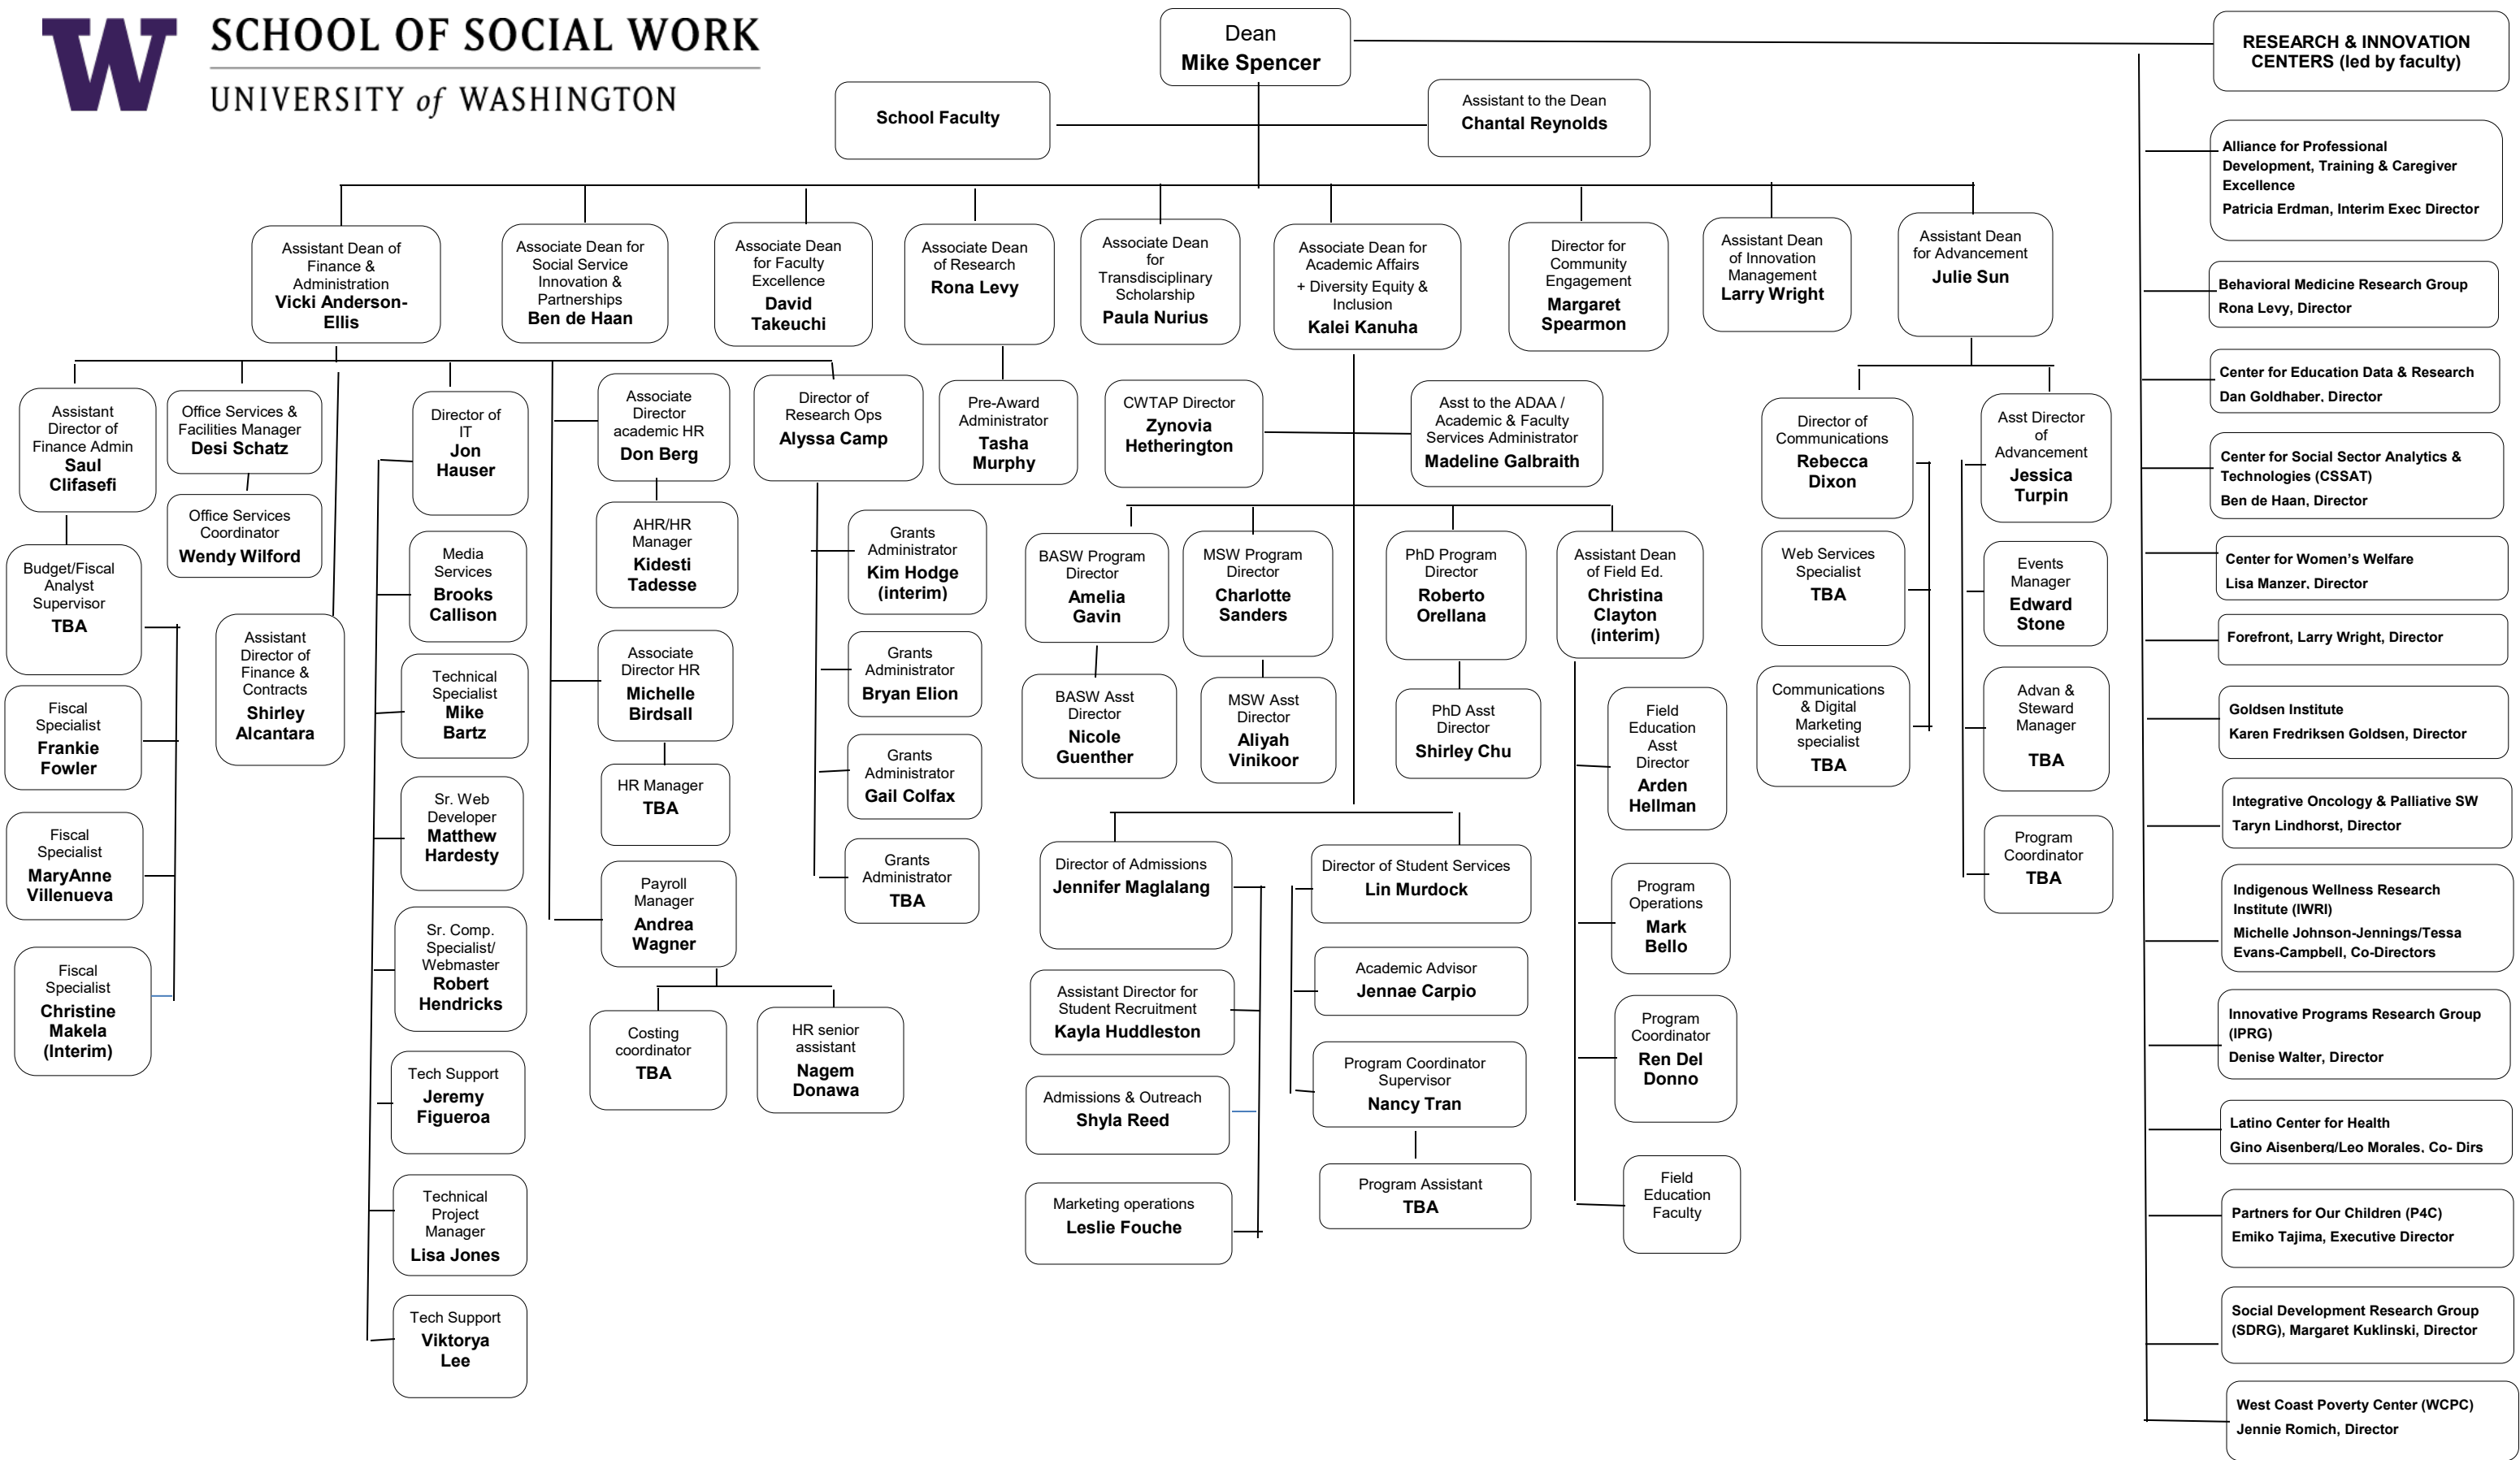 W
SCHOOL OF SOCIAL WORK
UNIVERSITY of WASHINGTON
Dean
Mike Spencer
RESEARCH & INNOVATION
CENTERS (led by faculty)
School Faculty
Assistant to the Dean
Chantal Reynolds
Assistant Dean of
Finance &
Administration
Vicki Anderson-
Ellis
Associate Dean for
Social Service
Innovation &
Partnerships
Ben de Haan
Associate Dean
for Faculty
Excellence
David
Takeuchi
Associate Dean
of Research
Rona Levy
Associate Dean
for
Transdisciplinary
Scholarship
Paula Nurius
Associate Dean for
Academic Affairs
+ Diversity Equity &
Inclusion
Kalei Kanuha
Director for
Community
Engagement
Margaret
Spearmon
Assistant Dean
of Innovation
Management
Larry Wright
Assistant Dean
for Advancement
Julie Sun
Assistant
Director of
Finance Admin
Saul
Clifasefi
Office Services &
Facilities Manager
Desi Schatz
Office Services
Coordinator
Wendy Wilford
Budget/Fiscal
Analyst
Supervisor
TBA
Fiscal
Specialist
Frankie
Fowler
Fiscal
Specialist
MaryAnne
Villenueva
Fiscal
Specialist
Christine
Makela
(Interim)
Assistant
Director of
Finance &
Contracts
Shirley
Alcantara
Director of
IT
Jon
Hauser
Media
Services
Brooks
Callison
Technical
Specialist
Mike
Bartz
Sr. Web
Developer
Matthew
Hardesty
Sr. Comp.
Specialist/
Webmaster
Robert
Hendricks
Tech Support
Jeremy
Figueroa
Technical
Project
Manager
Lisa Jones
Tech Support
Viktorya
Lee
Associate
Director
academic HR
Don Berg
AHR/HR
Manager
Kidesti
Tadesse
Associate
Director HR
Michelle
Birdsall
HR Manager
TBA
Payroll
Manager
Andrea
Wagner
Costing
coordinator
TBA
HR senior
assistant
Nagem
Donawa
Director of
Research Ops
Alyssa Camp
Grants
Administrator
Kim Hodge
(interim)
Grants
Administrator
Bryan Elion
Grants
Administrator
Gail Colfax
Grants
Administrator
TBA
Pre-Award
Administrator
Tasha
Murphy
CWTAP Director
Zynovia
Hetherington
Asst to the ADAA /
Academic & Faculty
Services Administrator
Madeline Galbraith
BASW Program
Director
Amelia
Gavin
BASW Asst
Director
Nicole
Guenther
MSW Program
Director
Charlotte
Sanders
MSW Asst
Director
Aliyah
Vinikoor
PhD Program
Director
Roberto
Orellana
PhD Asst
Director
Shirley Chu
Assistant Dean
of Field Ed.
Christina
Clayton
(interim)
Field
Education
Asst
Director
Arden
Hellman
Program
Operations
Mark
Bello
Program
Coordinator
Ren Del
Donno
Field
Education
Faculty
Director of Admissions
Jennifer Maglalang
Assistant Director for
Student Recruitment
Kayla Huddleston
Admissions & Outreach
Shyla Reed
Marketing operations
Leslie Fouche
Director of Student Services
Lin Murdock
Academic Advisor
Jennae Carpio
Program Coordinator
Supervisor
Nancy Tran
Program Assistant
TBA
Director of
Communications
Rebecca
Dixon
Web Services
Specialist
TBA
Communications
& Digital
Marketing
specialist
TBA
Asst Director
of
Advancement
Jessica
Turpin
Events
Manager
Edward
Stone
Advan &
Steward
Manager
TBA
Program
Coordinator
TBA
Alliance for Professional
Development, Training & Caregiver
Excellence
Patricia Erdman, Interim Exec Director
Behavioral Medicine Research Group
Rona Levy, Director
Center for Education Data & Research
Dan Goldhaber, Director
Center for Social Sector Analytics &
Technologies (CSSAT)
Ben de Haan, Director
Center for Women's Welfare
Lisa Manzer, Director
Forefront, Larry Wright, Director
Goldsen Institute
Karen Fredriksen Goldsen, Director
Integrative Oncology & Palliative SW
Taryn Lindhorst, Director
Indigenous Wellness Research
Institute (IWRI)
Michelle Johnson-Jennings/Tessa
Evans-Campbell, Co-Directors
Innovative Programs Research Group
(IPRG)
Denise Walter, Director
Latino Center for Health
Gino Aisenberg/Leo Morales, Co- Dirs
Partners for Our Children (P4C)
Emiko Tajima, Executive Director
Social Development Research Group
(SDRG), Margaret Kuklinski, Director
West Coast Poverty Center (WCPC)
Jennie Romich, Director